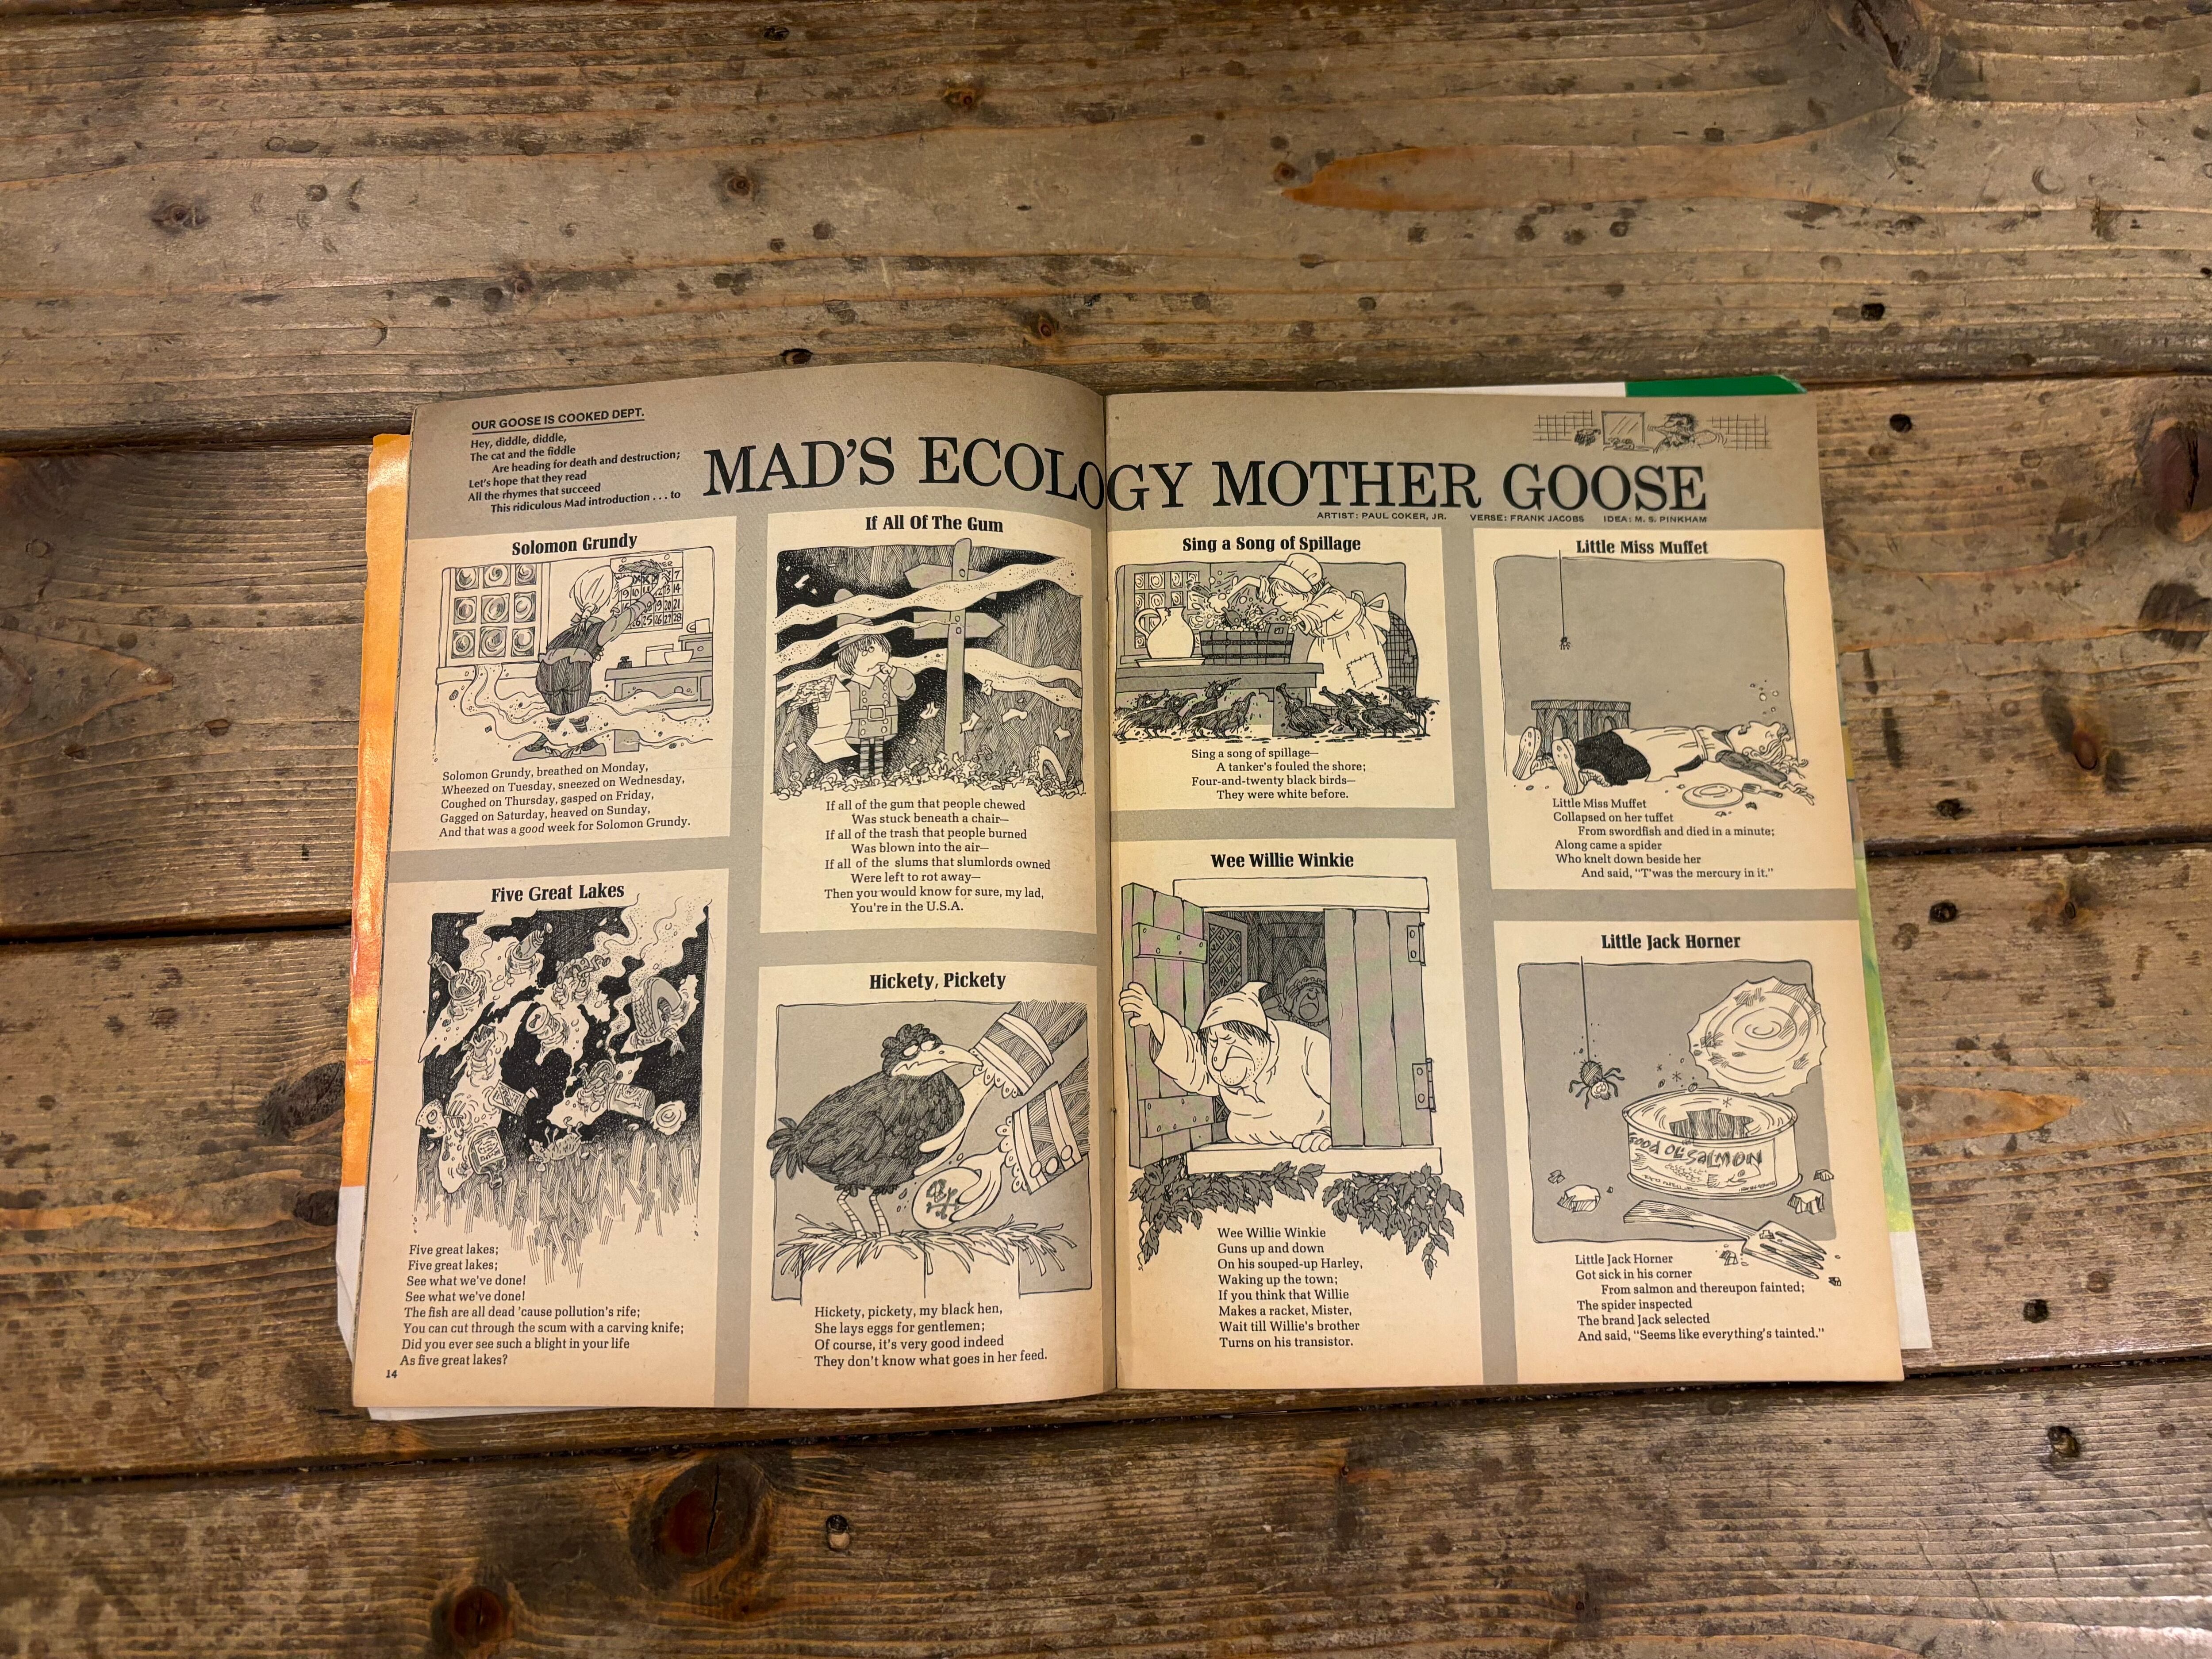 OUR GOOSE IS COOKED DEPT.
Hey, diddle, diddle,
The cat and the fiddle
Are heading for death and destruction;
Let's hope that they read
All the rhymes that succeed
This ridiculous Mad introduction . . . to
MAD'S ECOLOGY MOTHER GOOSE
ARTIST: PAUL COKER, JR. VERSE: FRANK JACOBS IDEA: M. S. PINKHAM
Solomon Grundy
Solomon Grundy, breathed on Monday,
Wheezed on Tuesday, sneezed on Wednesday,
Coughed on Thursday, gasped on Friday,
Gagged on Saturday, heaved on Sunday,
And that was a good week for Solomon Grundy.
Five Great Lakes
Five great lakes;
Five great lakes;
See what we've done!
See what we've done!
The fish are all dead 'cause pollution's rife;
You can cut through the scum with a carving knife;
Did you ever see such a blight in your life
As five great lakes?
14
If All Of The Gum
If all of the gum that people chewed
Was stuck beneath a chair—
If all of the trash that people burned
Was blown into the air—
If all of the slums that slumlords owned
Were left to rot away—
Then you would know for sure, my lad,
You're in the U.S.A.
Hickety, Pickety
Hickety, pickety, my black hen,
She lays eggs for gentlemen;
Of course, it's very good indeed
They don't know what goes in her feed.
Sing a Song of Spillage
Sing a song of spillage—
A tanker's fouled the shore;
Four-and-twenty black birds—
They were white before.
Wee Willie Winkie
Wee Willie Winkie
Guns up and down
On his souped-up Harley,
Waking up the town;
If you think that Willie
Makes a racket, Mister,
Wait till Willie's brother
Turns on his transistor.
Little Miss Muffet
Little Miss Muffet
Collapsed on her tuffet
From swordfish and died in a minute;
Along came a spider
Who knelt down beside her
And said, "T'was the mercury in it."
Little Jack Horner
GOOD OL' SALMON
Little Jack Horner
Got sick in his corner
From salmon and thereupon fainted;
The spider inspected
The brand Jack selected
And said, "Seems like everything's tainted."